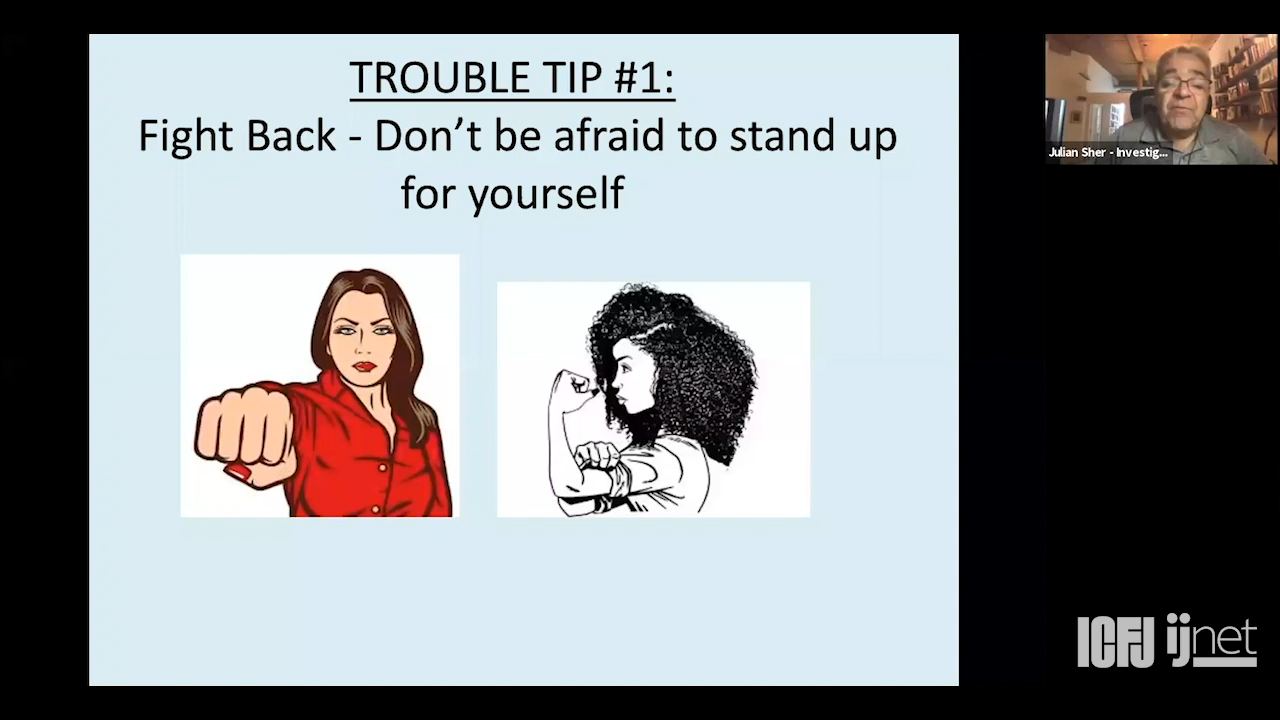 TROUBLE TIP #1:
Fight Back - Don’t be afraid to stand up
for yourself
Julian Sher - Investig...
ICFJ ijnet